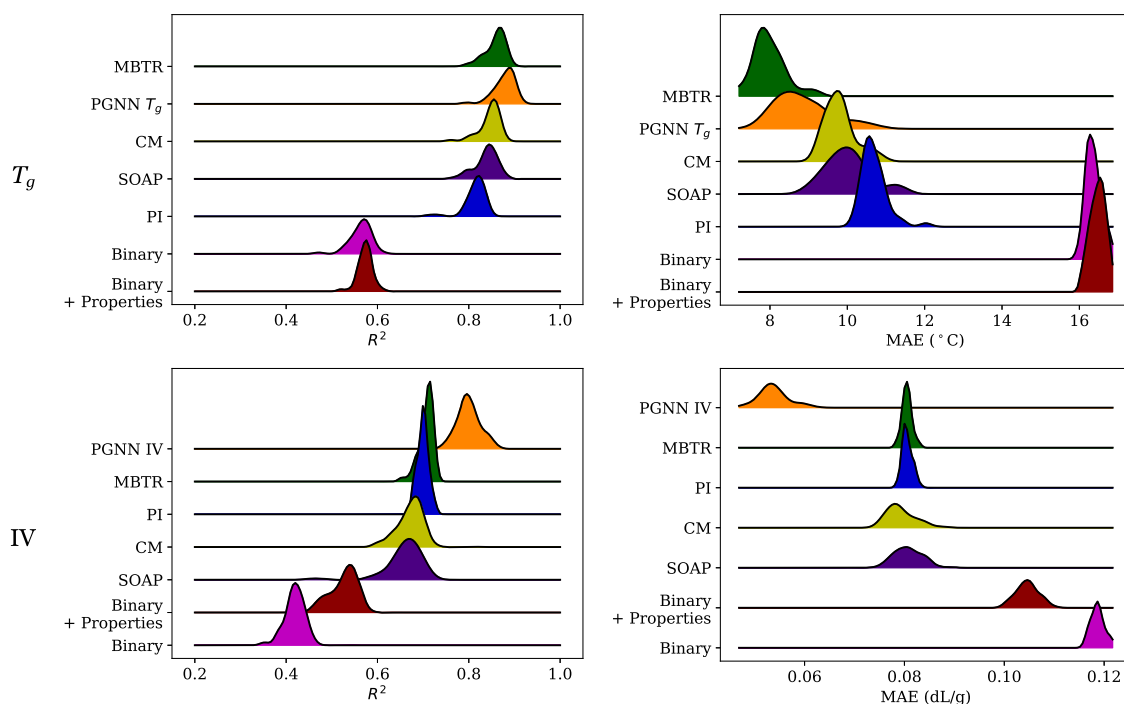 T_g
MBTR
PGNN T_g
CM
SOAP
PI
Binary
Binary
+ Properties
0.2 0.4 0.6 0.8 1.0
R^2
MBTR
PGNN T_g
CM
SOAP
PI
Binary
Binary
+ Properties
8 10 12 14 16
MAE (°C)
IV
PGNN IV
MBTR
PI
CM
SOAP
Binary
+ Properties
Binary
0.2 0.4 0.6 0.8 1.0
R^2
PGNN IV
MBTR
PI
CM
SOAP
Binary
+ Properties
Binary
0.06 0.08 0.10 0.12
MAE (dL/g)